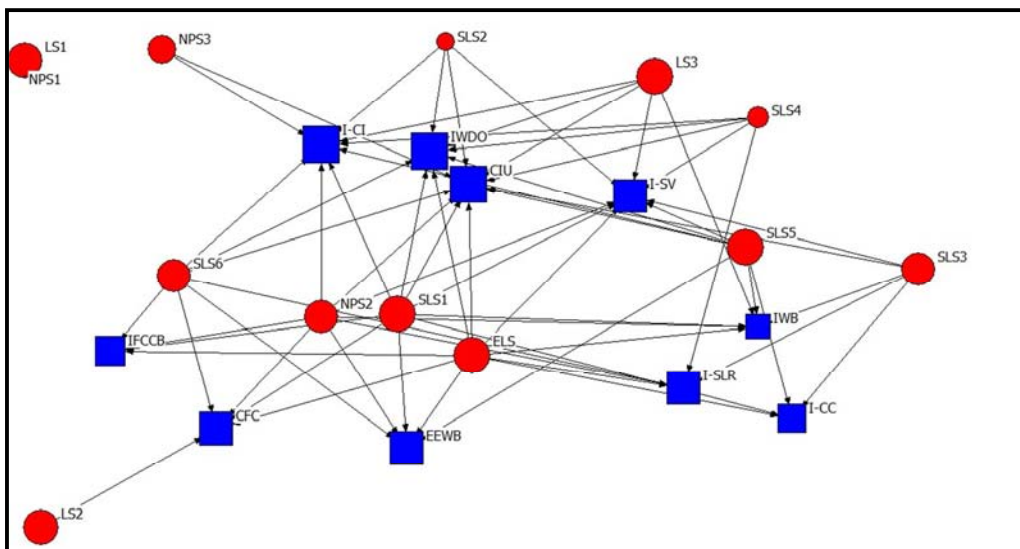 LS1
NPS1
NPS3
SLS2
LS3
SLS4
I-CI
IWDO
CIU
I-SV
SLS5
SLS3
SLS6
NPS2
SLS1
ELS
IWB
IFCCB
I-SLR
I-CC
CFC
EEWB
LS2